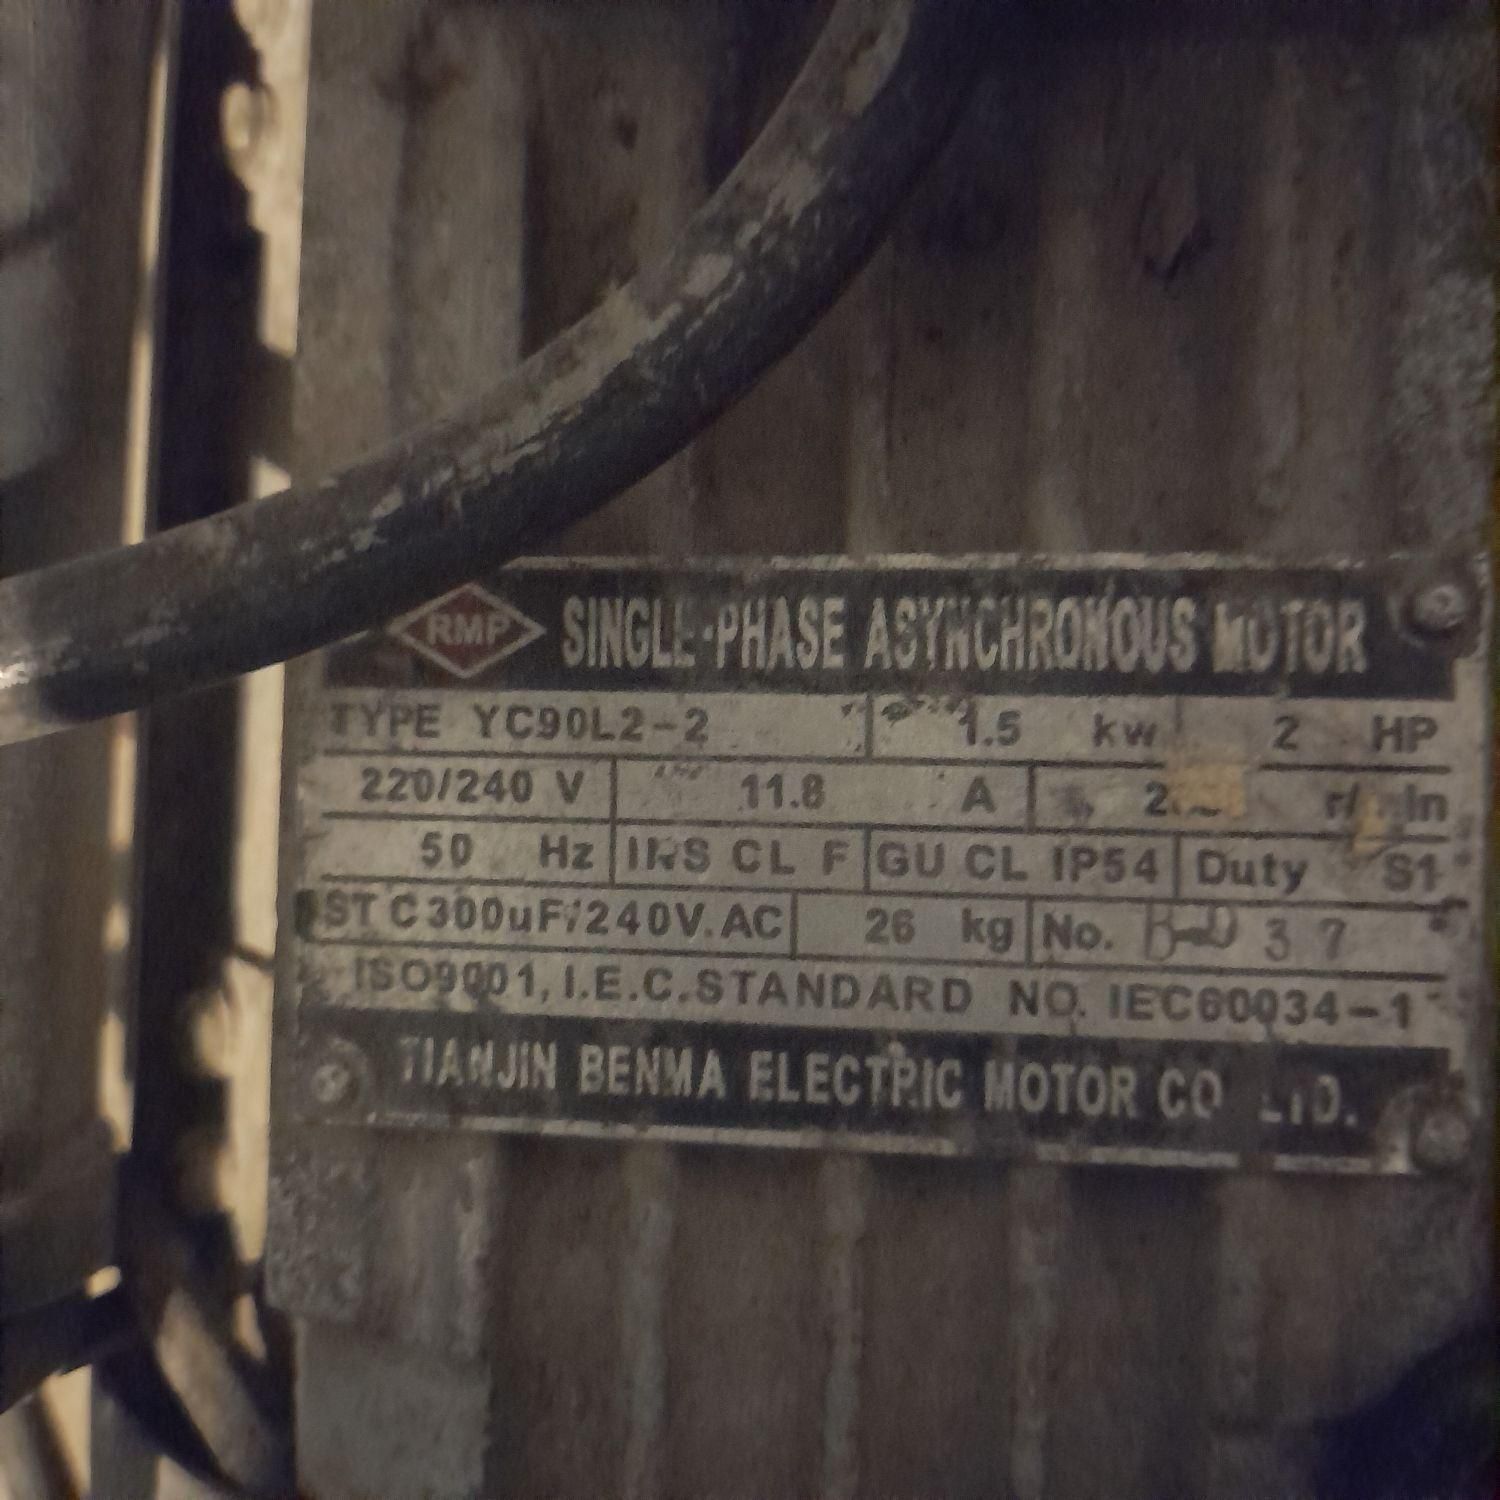 RMP SINGLE-PHASE ASYNCHRONOUS MOTOR
TYPE YC90L2-2 1.5 kw 2 HP
220/240 V 11.8 A r/min
50 Hz INS CL F GU CL IP54 Duty S1
ST C 300uF/240V.AC 26 kg No. 37
ISO9001, I.E.C.STANDARD NO. IEC60034-1
TIANJIN BENMA ELECTRIC MOTOR CO LTD.